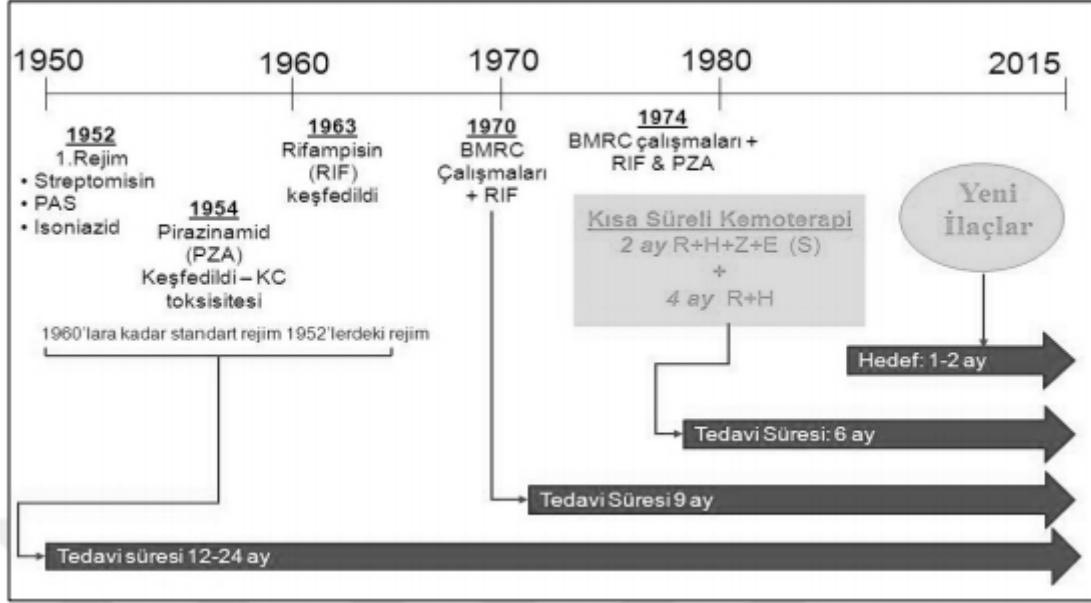 1950 1960 1970 1980 2015
1952
1.Rejim
• Streptomisin
• PAS
• Isoniazid
1954
Pirazinamid
(PZA)
Keşfedildi – KC
toksisitesi
1963
Rifampisin
(RIF)
keşfedildi
1970
BMRC
Çalışmaları
+ RIF
1974
BMRC çalışmaları +
RIF & PZA
Kısa Süreli Kemoterapi
2 ay R+H+Z+E (S)
+
4 ay R+H
Yeni
İlaçlar
1960'lara kadar standart rejim 1952'lerdeki rejim
Hedef: 1-2 ay
Tedavi Süresi: 6 ay
Tedavi Süresi 9 ay
Tedavi süresi 12-24 ay